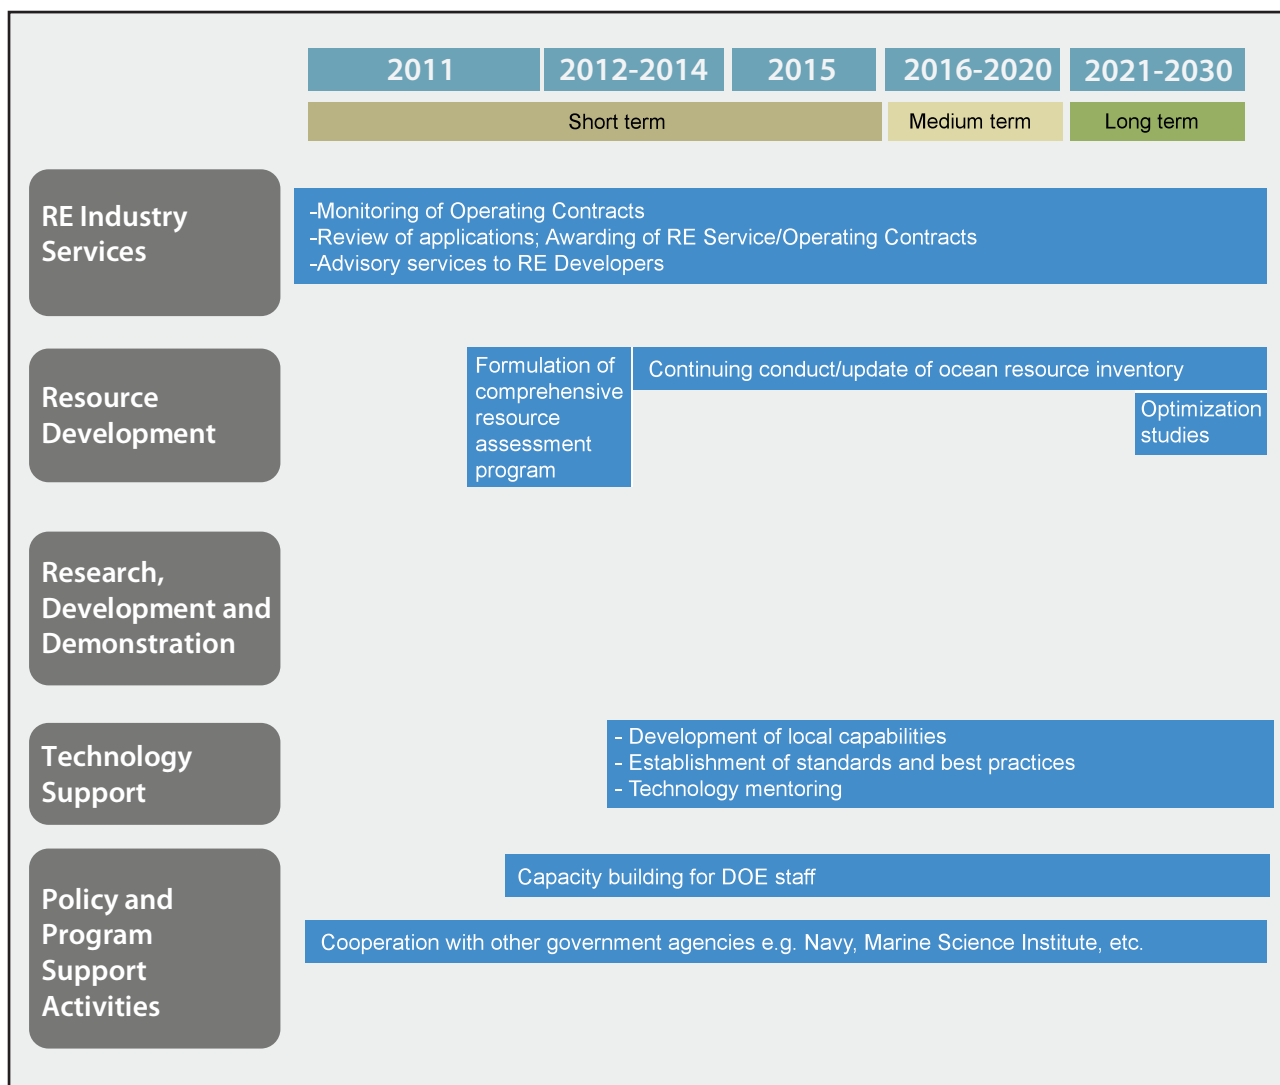 2011
2012-2014
2015
2016-2020
2021-2030
Short term
Medium term
Long term
RE Industry
Services
-Monitoring of Operating Contracts
-Review of applications; Awarding of RE Service/Operating Contracts
-Advisory services to RE Developers
Resource
Development
Formulation of
comprehensive
resource
assessment
program
Continuing conduct/update of ocean resource inventory
Optimization
studies
Research,
Development and
Demonstration
Technology
Support
- Development of local capabilities
- Establishment of standards and best practices
- Technology mentoring
Policy and
Program
Support
Activities
Capacity building for DOE staff
Cooperation with other government agencies e.g. Navy, Marine Science Institute, etc.